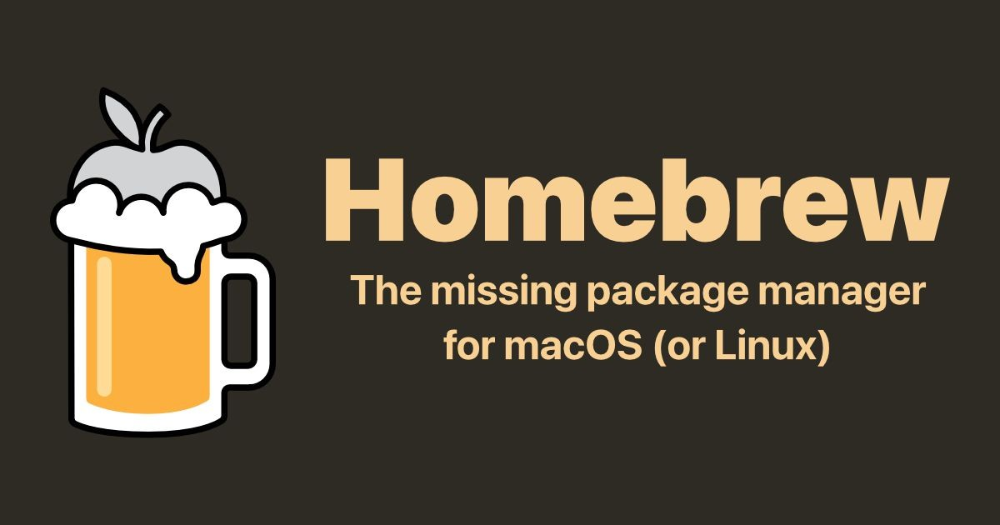 Homebrew
The missing package manager
for macOS (or Linux)